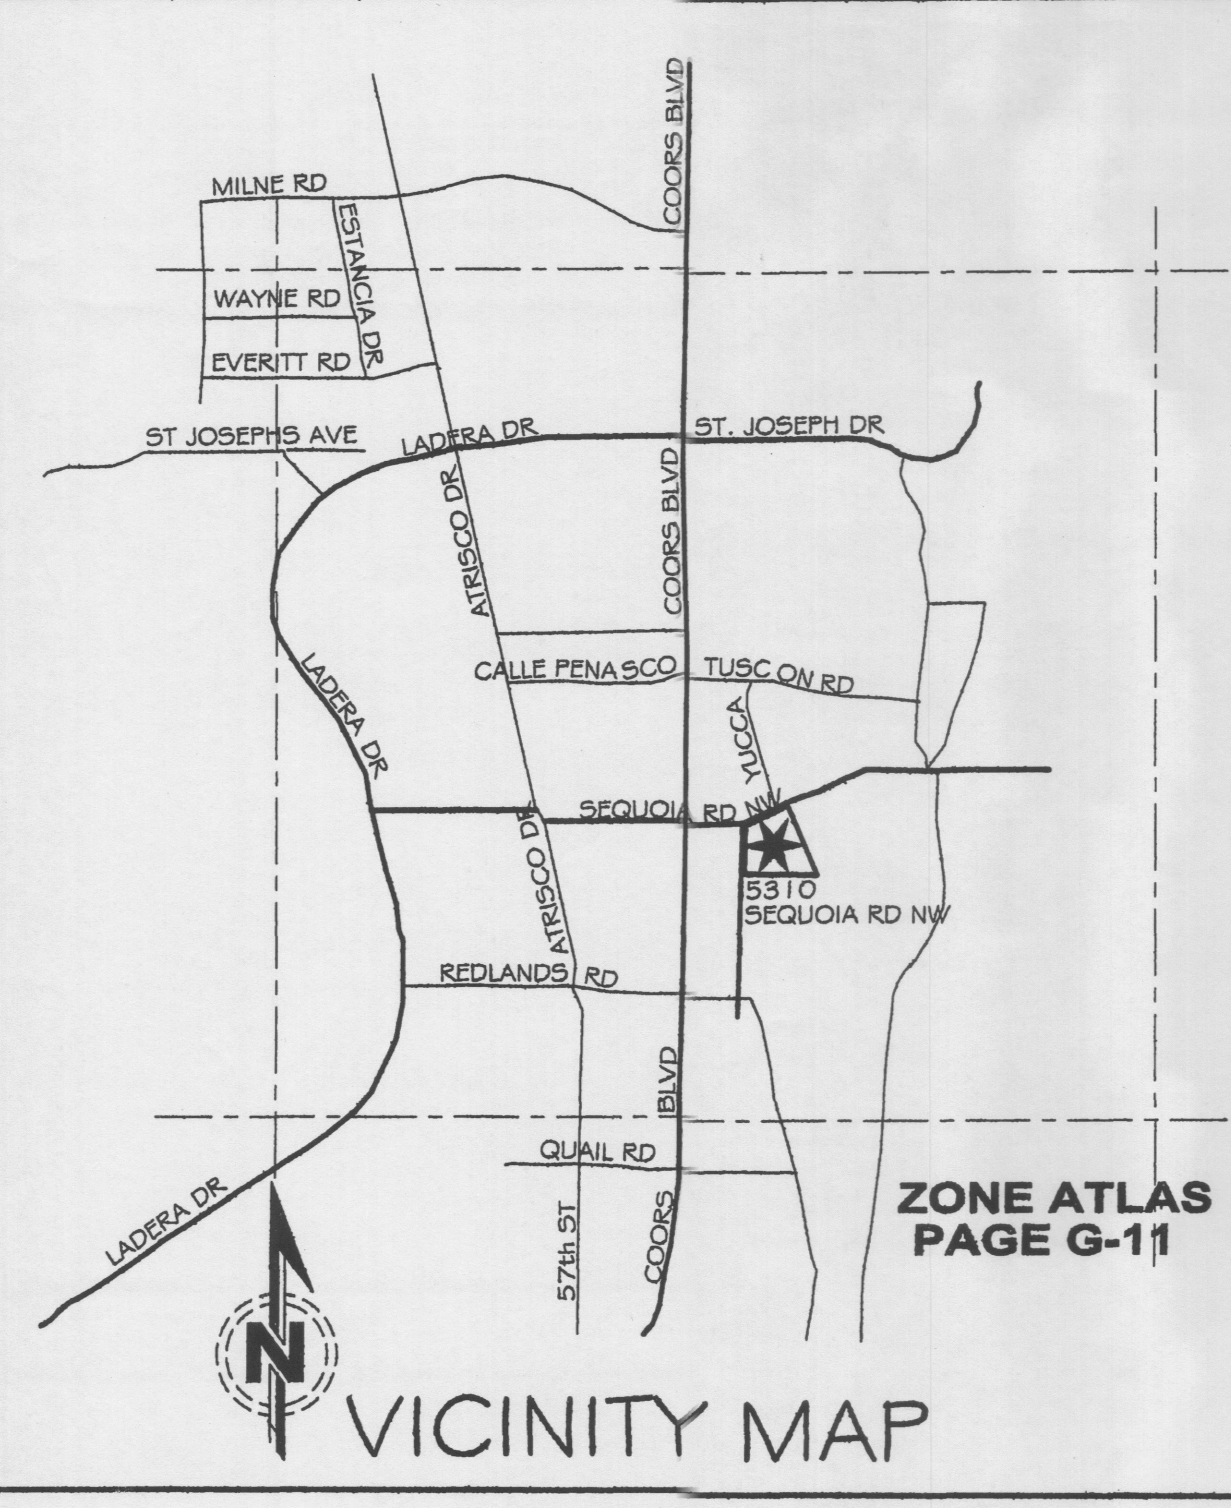 COORS BLVD
MILNE RD
ESTANCIA DR
WAYNE RD
EVERITT RD
ST JOSEPHS AVE
LADERA DR
ST. JOSEPH DR
COORS BLVD
ATRISCO DR
CALLE PENASCO
TUSCON RD
LADERA DR
YUCCA
SEQUOIA RD NW
ATRISCO DR
5310
SEQUOIA RD NW
REDLANDS RD
BLVD
COORS
QUAIL RD
57th ST
LADERA DR
ZONE ATLAS
PAGE G-11
N
VICINITY MAP